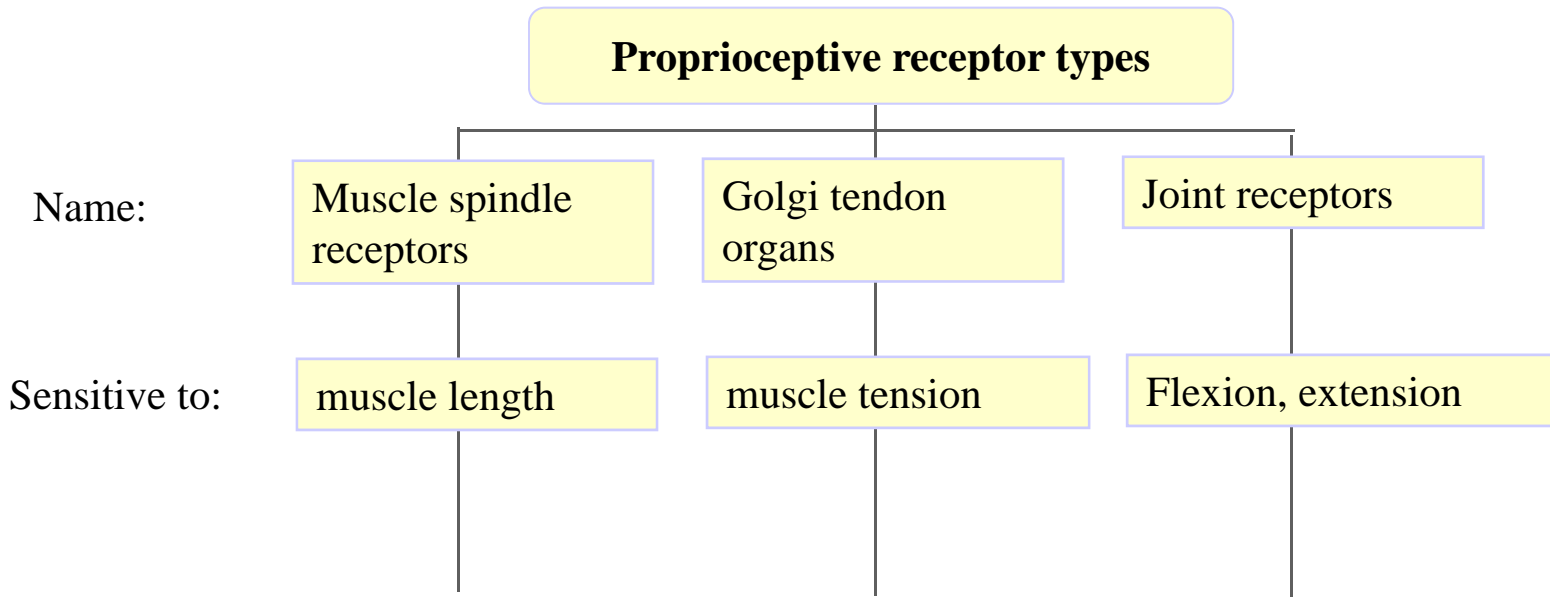 Proprioceptive receptor types
Name:
Muscle spindle
receptors
Golgi tendon
organs
Joint receptors
Sensitive to:
muscle length
muscle tension
Flexion, extension